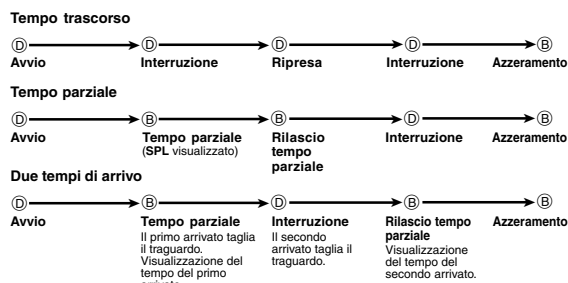 Tempo trascorso
Ⓓ Ⓓ Ⓓ Ⓓ Ⓑ
Avvio Interruzione Ripresa Interruzione Azzeramento
Tempo parziale
Ⓓ Ⓑ Ⓑ Ⓓ Ⓑ
Avvio Tempo parziale Rilascio Interruzione Azzeramento
(SPL visualizzato) tempo
parziale
Due tempi di arrivo
Ⓓ Ⓑ Ⓓ Ⓑ Ⓑ
Avvio Tempo parziale Interruzione Rilascio tempo Azzeramento
parziale
Il primo arrivato taglia
il traguardo.
Visualizzazione del
tempo del primo
Il secondo
arrivato taglia il
traguardo.
Visualizzazione
del tempo del
secondo arrivato.